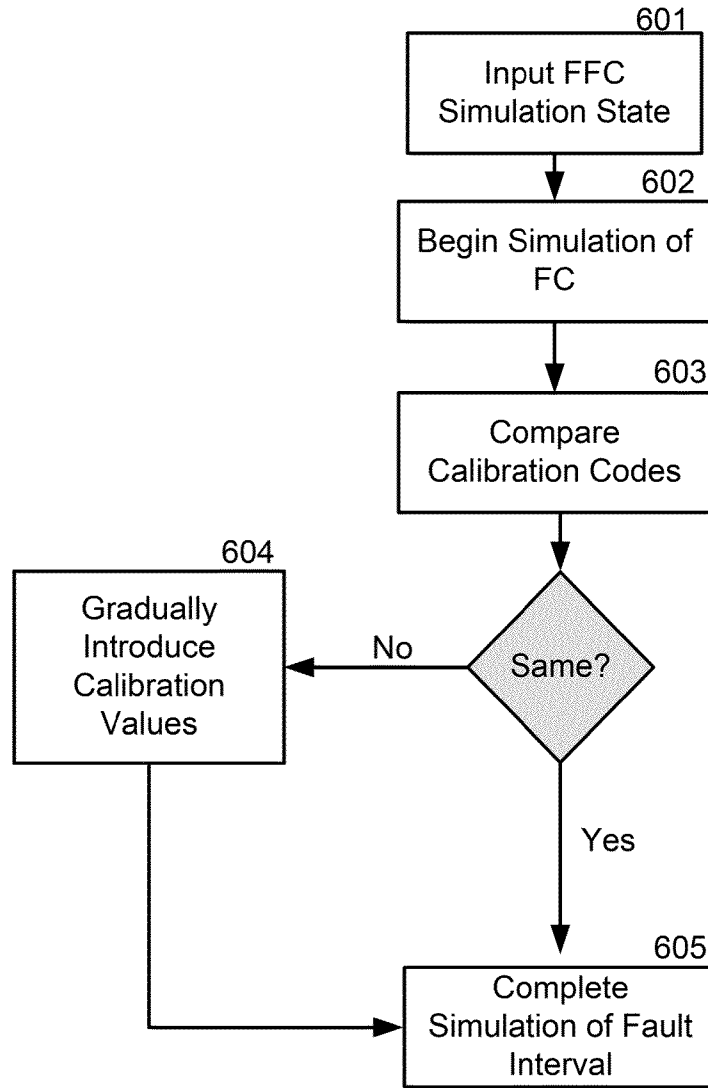 601
Input FFC
Simulation State
602
Begin Simulation of
FC
603
Compare
Calibration Codes
604
Gradually
Introduce
Calibration
Values
No
Same?
Yes
605
Complete
Simulation of Fault
Interval